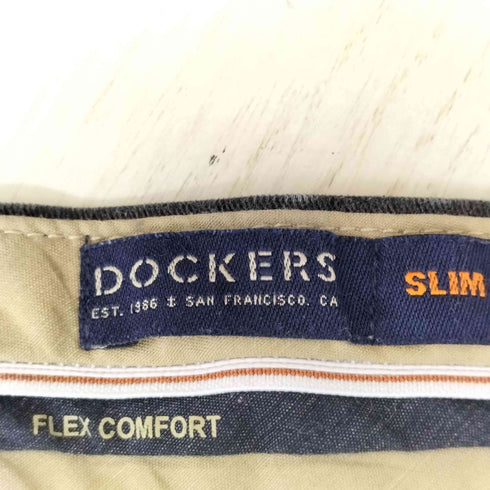 DOCKERS
EST. 1986 ‡ SAN FRANCISCO, CA
SLIM
FLEX COMFORT